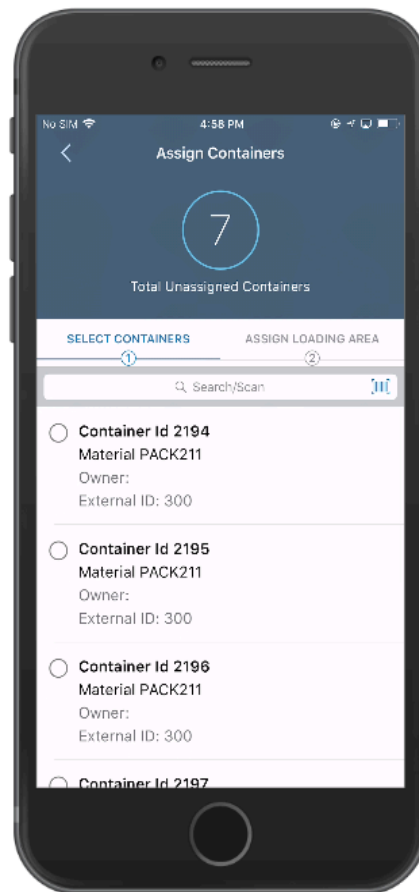 No SIM 4:58 PM
Assign Containers
7
Total Unassigned Containers
SELECT CONTAINERS ASSIGN LOADING AREA
1 2
Search/Scan
Container Id 2194
Material PACK211
Owner:
External ID: 300
Container Id 2195
Material PACK211
Owner:
External ID: 300
Container Id 2196
Material PACK211
Owner:
External ID: 300
Container Id 2197